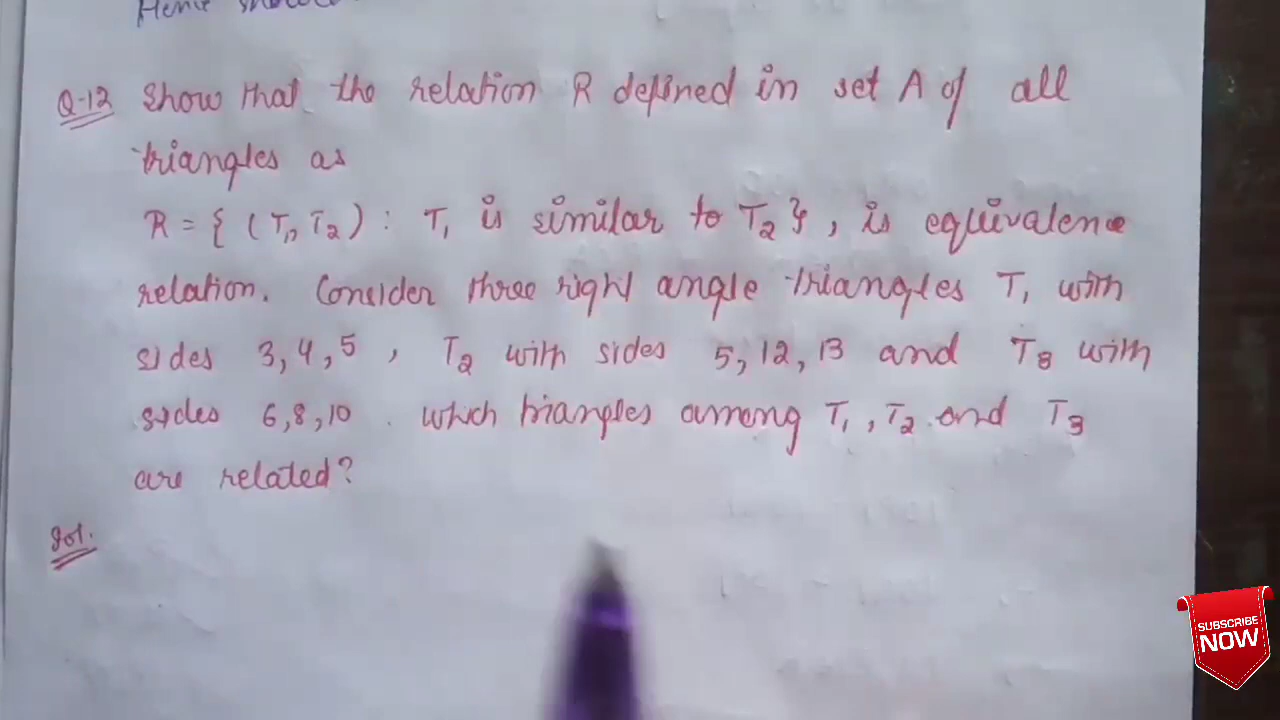 Hence showed
Q-12 Show that the relation R defined in set A of all
triangles as
R = { (T1, T2) : T1 is similar to T2 }, is equivalence
relation. Consider three right angle triangles T1 with
sides 3, 4, 5 , T2 with sides 5, 12, 13 and T3 with
sides 6, 8, 10 . which triangles among T1, T2 and T3
are related?
Sol.
SUBSCRIBE
NOW